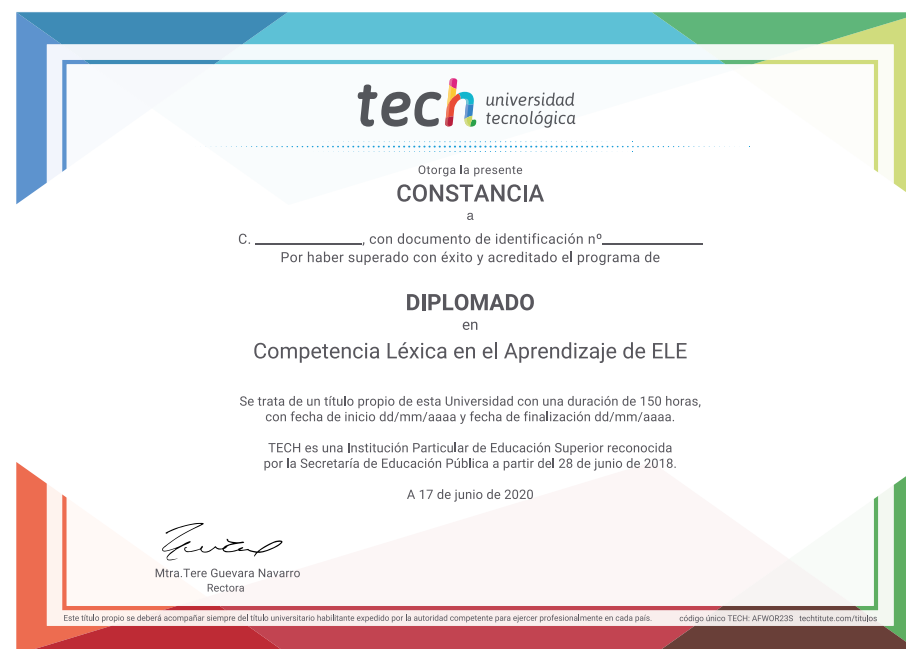 tech universidad
tecnológica
Otorga la presente
CONSTANCIA
a
C. ____________, con documento de identificación nº____________
Por haber superado con éxito y acreditado el programa de
DIPLOMADO
en
Competencia Léxica en el Aprendizaje de ELE
Se trata de un título propio de esta Universidad con una duración de 150 horas,
con fecha de inicio dd/mm/aaaa y fecha de finalización dd/mm/aaaa.
TECH es una Institución Particular de Educación Superior reconocida
por la Secretaría de Educación Pública a partir del 28 de junio de 2018.
A 17 de junio de 2020
Mtra.Tere Guevara Navarro
Rectora
Este título propio se deberá acompañar siempre del título universitario habilitante expedido por la autoridad competente para ejercer profesionalmente en cada país. código único TECH: AFWOR23S techtitute.com/titulos